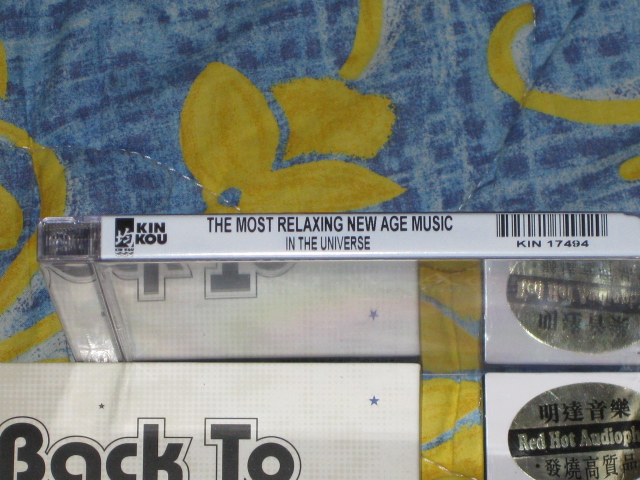 KIN
KOU
THE MOST RELAXING NEW AGE MUSIC
IN THE UNIVERSE
KIN 17494
Back To
明達音樂
Red Hot Audioph
·發燒高質品